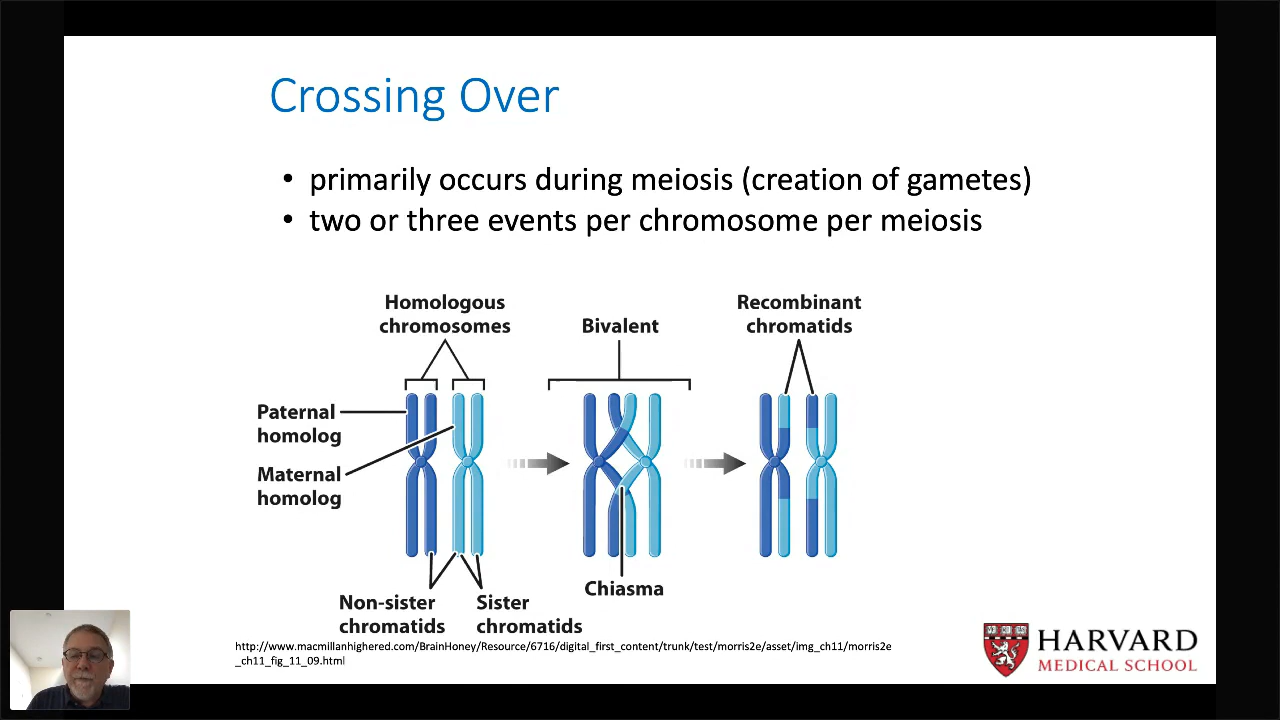 Crossing Over
• primarily occurs during meiosis (creation of gametes)
• two or three events per chromosome per meiosis
Homologous
chromosomes
Bivalent
Recombinant
chromatids
Paternal
homolog
Maternal
homolog
Chiasma
Non-sister
chromatids
Sister
chromatids
http://www.macmillanhighered.com/BrainHoney/Resource/6716/digital_first_content/trunk/test/morris2e/asset/img_ch11/morris2e
_ch11_fig_11_09.html
HARVARD
MEDICAL SCHOOL